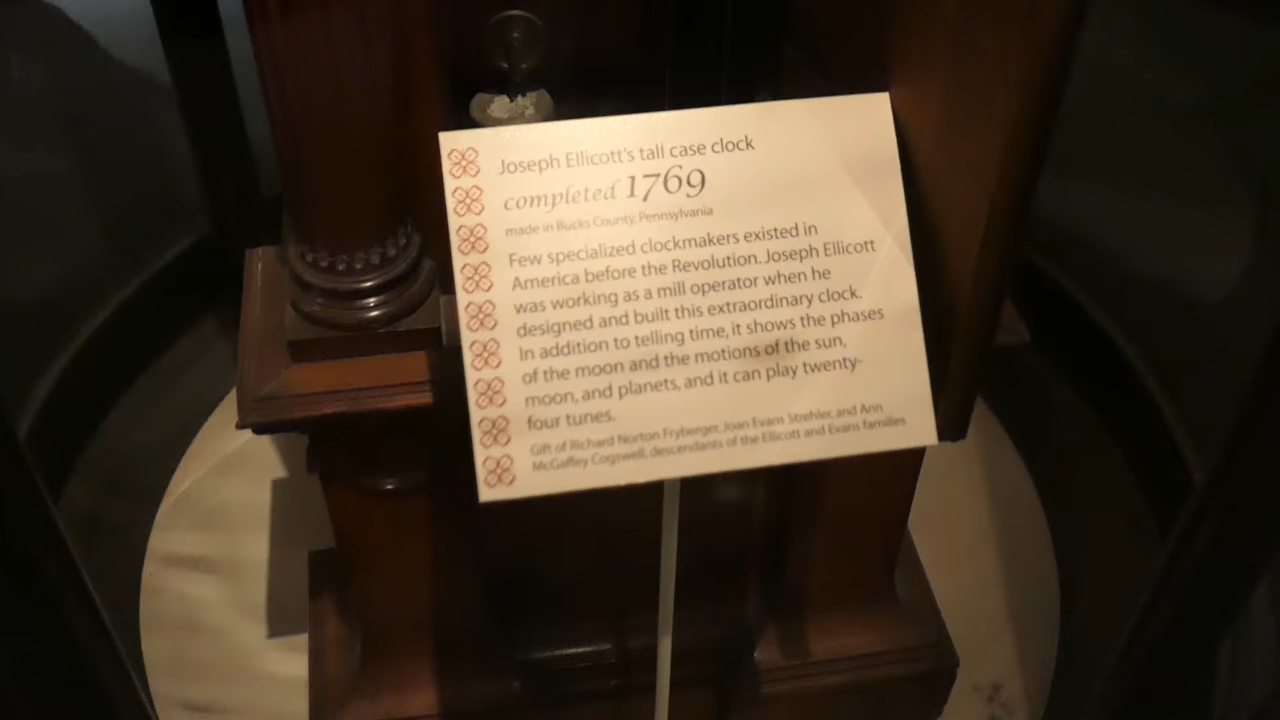 Joseph Ellicott's tall case clock
completed 1769
made in Bucks County, Pennsylvania
Few specialized clockmakers existed in
America before the Revolution. Joseph Ellicott
was working as a mill operator when he
designed and built this extraordinary clock.
In addition to telling time, it shows the phases
of the moon and the motions of the sun,
moon, and planets, and it can play twenty-
four tunes.
Gift of Richard Norton Fryberger, Joan Evans Strehler, and Ann
McGaffey Cogswell, descendants of the Ellicott and Evans families